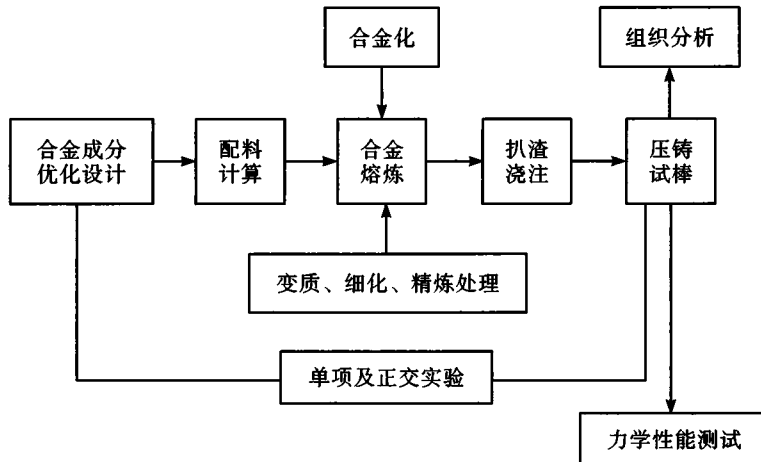 合金化
组织分析
合金成分
优化设计
配料
计算
合金
熔炼
扒渣
浇注
压铸
试棒
变质、细化、精炼处理
单项及正交实验
力学性能测试